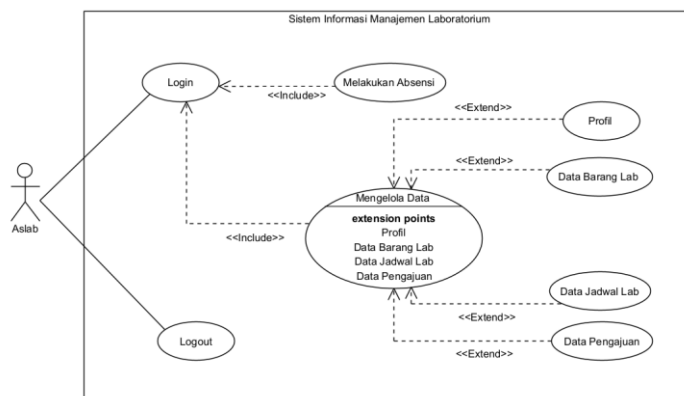 Sistem Informasi Manajemen Laboratorium
Login
Melakukan Absensi
<<Include>>
<<Extend>>
Profil
<<Extend>>
Data Barang Lab
Mengelola Data
extension points
Profil
Data Barang Lab
Data Jadwal Lab
Data Pengajuan
<<Include>>
Aslab
Data Jadwal Lab
<<Extend>>
Logout
Data Pengajuan
<<Extend>>